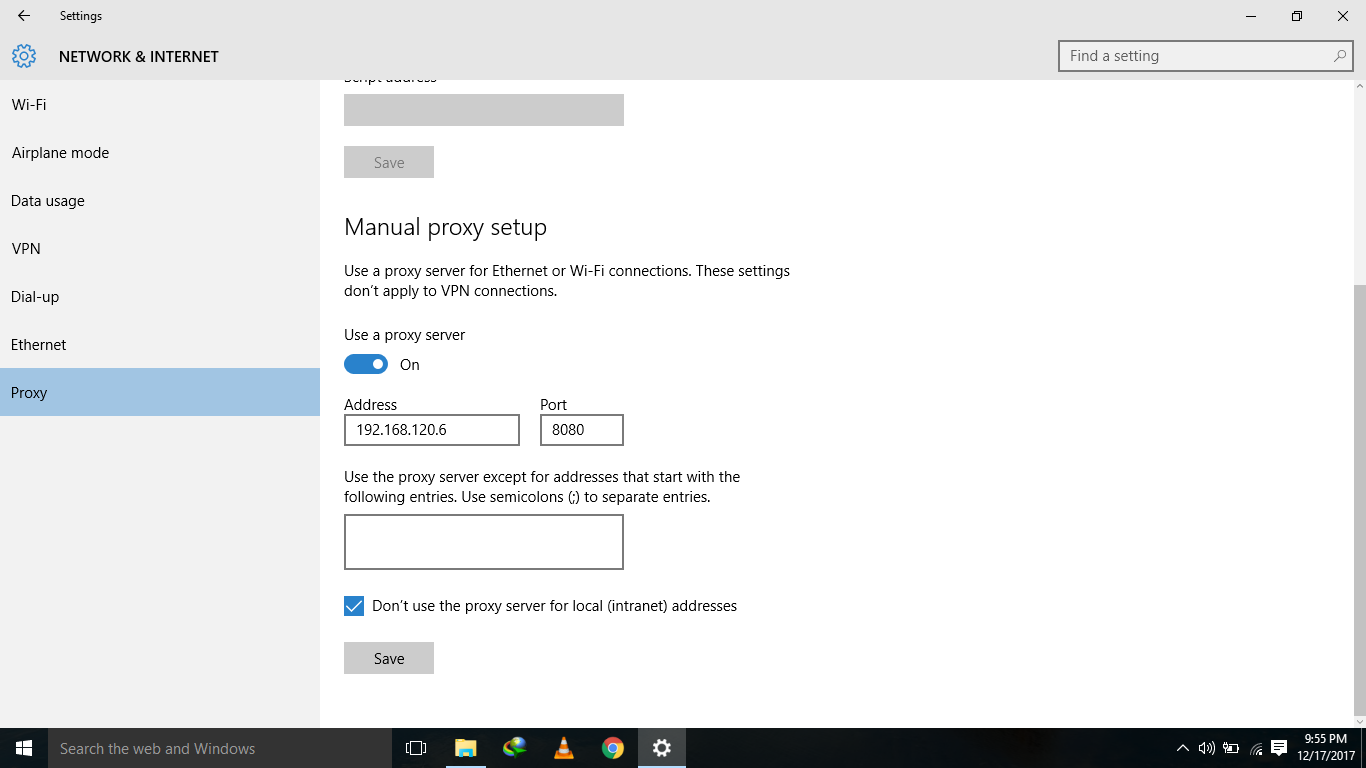 Settings
NETWORK & INTERNET
Find a setting
Wi-Fi
Airplane mode
Data usage
VPN
Dial-up
Ethernet
Proxy
Script address
Save
Manual proxy setup
Use a proxy server for Ethernet or Wi-Fi connections. These settings
don't apply to VPN connections.
Use a proxy server
On
Address Port
192.168.120.6 8080
Use the proxy server except for addresses that start with the
following entries. Use semicolons (;) to separate entries.
Don't use the proxy server for local (intranet) addresses
Save
Search the web and Windows
9:55 PM
12/17/2017